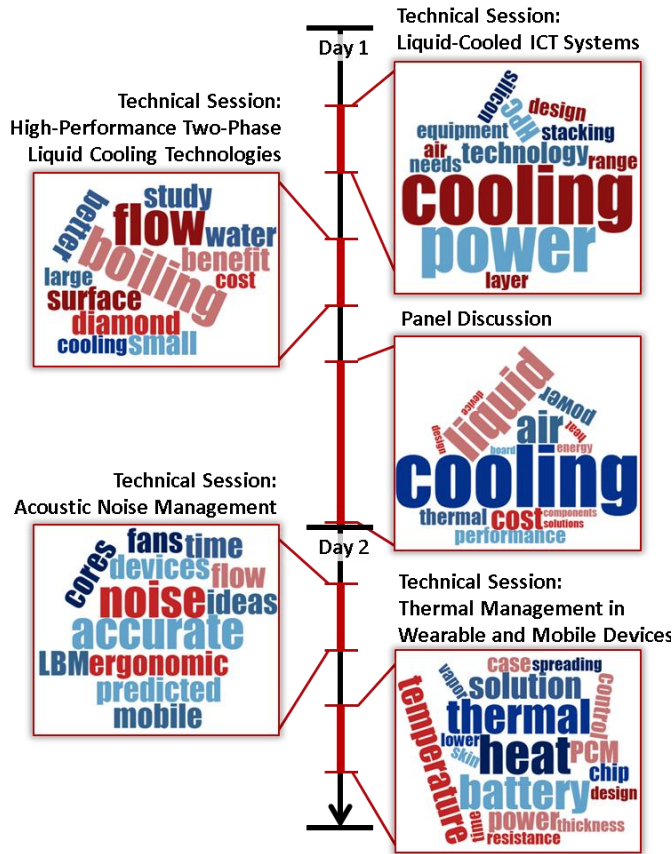 Technical Session:
Liquid-Cooled ICT Systems
Day 1
silicon
HPC
design
equipment
stacking
air
technology
range
needs
cooling
power
layer
Technical Session:
High-Performance Two-Phase
Liquid Cooling Technologies
better
study
flow
water
boiling
benefit
large
cost
surface
diamond
cooling
small
Panel Discussion
liquid
device
design
power
air
heat
board
energy
cooling
thermal
cost
components
solutions
performance
Technical Session:
Acoustic Noise Management
Day 2
cores
fans
time
devices
flow
noise
ideas
accurate
LBM
ergonomic
predicted
mobile
Technical Session:
Thermal Management in
Wearable and Mobile Devices
case
spreading
vapor
solution
control
temperature
thermal
lower
skin
heat
PCM
chip
battery
design
time
power
thickness
resistance